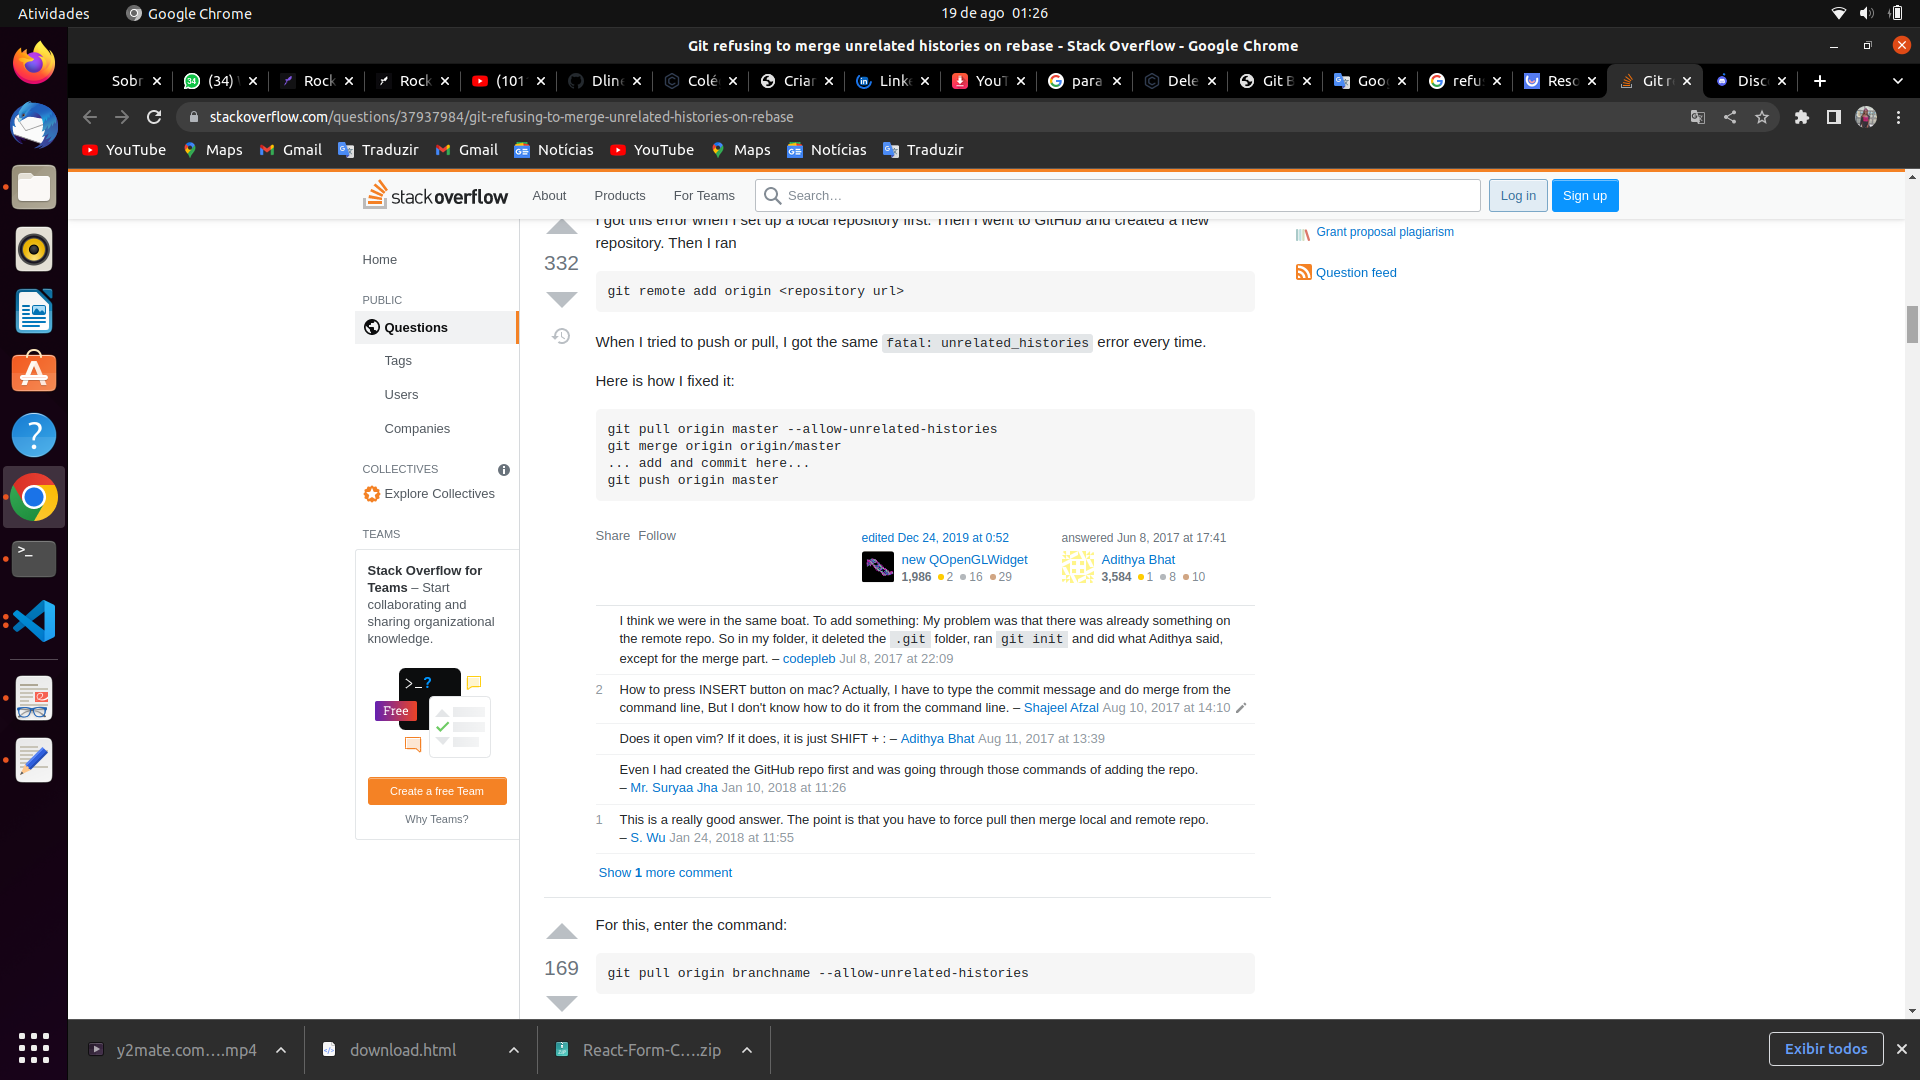 Atividades
Google Chrome
19 de ago 01:26
Git refusing to merge unrelated histories on rebase - Stack Overflow - Google Chrome
Sobr
(34)
Rock
Rock
(101
Dlin
Colé
Criar
Linke
YouT
para
Dele
Git B
Goo
refu
Reso
Git r
Disc
stackoverflow.com/questions/37937984/git-refusing-to-merge-unrelated-histories-on-rebase
YouTube
Maps
Gmail
Traduzir
Gmail
Notícias
YouTube
Maps
Notícias
Traduzir
stackoverflow
About
Products
For Teams
Search…
Log in
Sign up
Home
PUBLIC
Questions
Tags
Users
Companies
COLLECTIVES
Explore Collectives
TEAMS
Stack Overflow for
Teams – Start
collaborating and
sharing organizational
knowledge.
>_?
Free
Create a free Team
Why Teams?
332
I got this error when I set up a local repository first. Then I went to GitHub and created a new
repository. Then I ran
git remote add origin <repository url>
When I tried to push or pull, I got the same fatal: unrelated_histories error every time.
Here is how I fixed it:
git pull origin master --allow-unrelated-histories
git merge origin origin/master
... add and commit here...
git push origin master
Share Follow
edited Dec 24, 2019 at 0:52
new QOpenGLWidget
1,986 2 16 29
answered Jun 8, 2017 at 17:41
Adithya Bhat
3,584 1 8 10
I think we were in the same boat. To add something: My problem was that there was already something on
the remote repo. So in my folder, it deleted the .git folder, ran git init and did what Adithya said,
except for the merge part. – codepleb Jul 8, 2017 at 22:09
2 How to press INSERT button on mac? Actually, I have to type the commit message and do merge from the
command line, But I don't know how to do it from the command line. – Shajeel Afzal Aug 10, 2017 at 14:10
Does it open vim? If it does, it is just SHIFT + : – Adithya Bhat Aug 11, 2017 at 13:39
Even I had created the GitHub repo first and was going through those commands of adding the repo.
– Mr. Suryaa Jha Jan 10, 2018 at 11:26
1 This is a really good answer. The point is that you have to force pull then merge local and remote repo.
– S. Wu Jan 24, 2018 at 11:55
Show 1 more comment
For this, enter the command:
169
git pull origin branchname --allow-unrelated-histories
Grant proposal plagiarism
Question feed
y2mate.com….mp4
download.html
React-Form-C….zip
Exibir todos